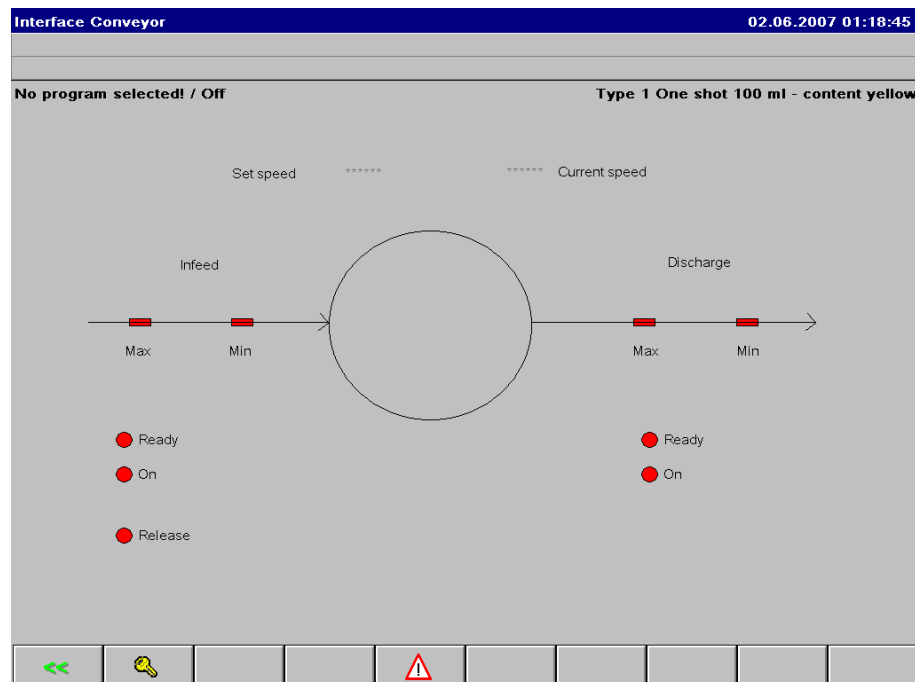 Interface Conveyor 02.06.2007 01:18:45
No program selected! / Off Type 1 One shot 100 ml - content yellow
Set speed ****** ****** Current speed
Infeed Discharge
Max Min Max Min
Ready Ready
On On
Release
<<